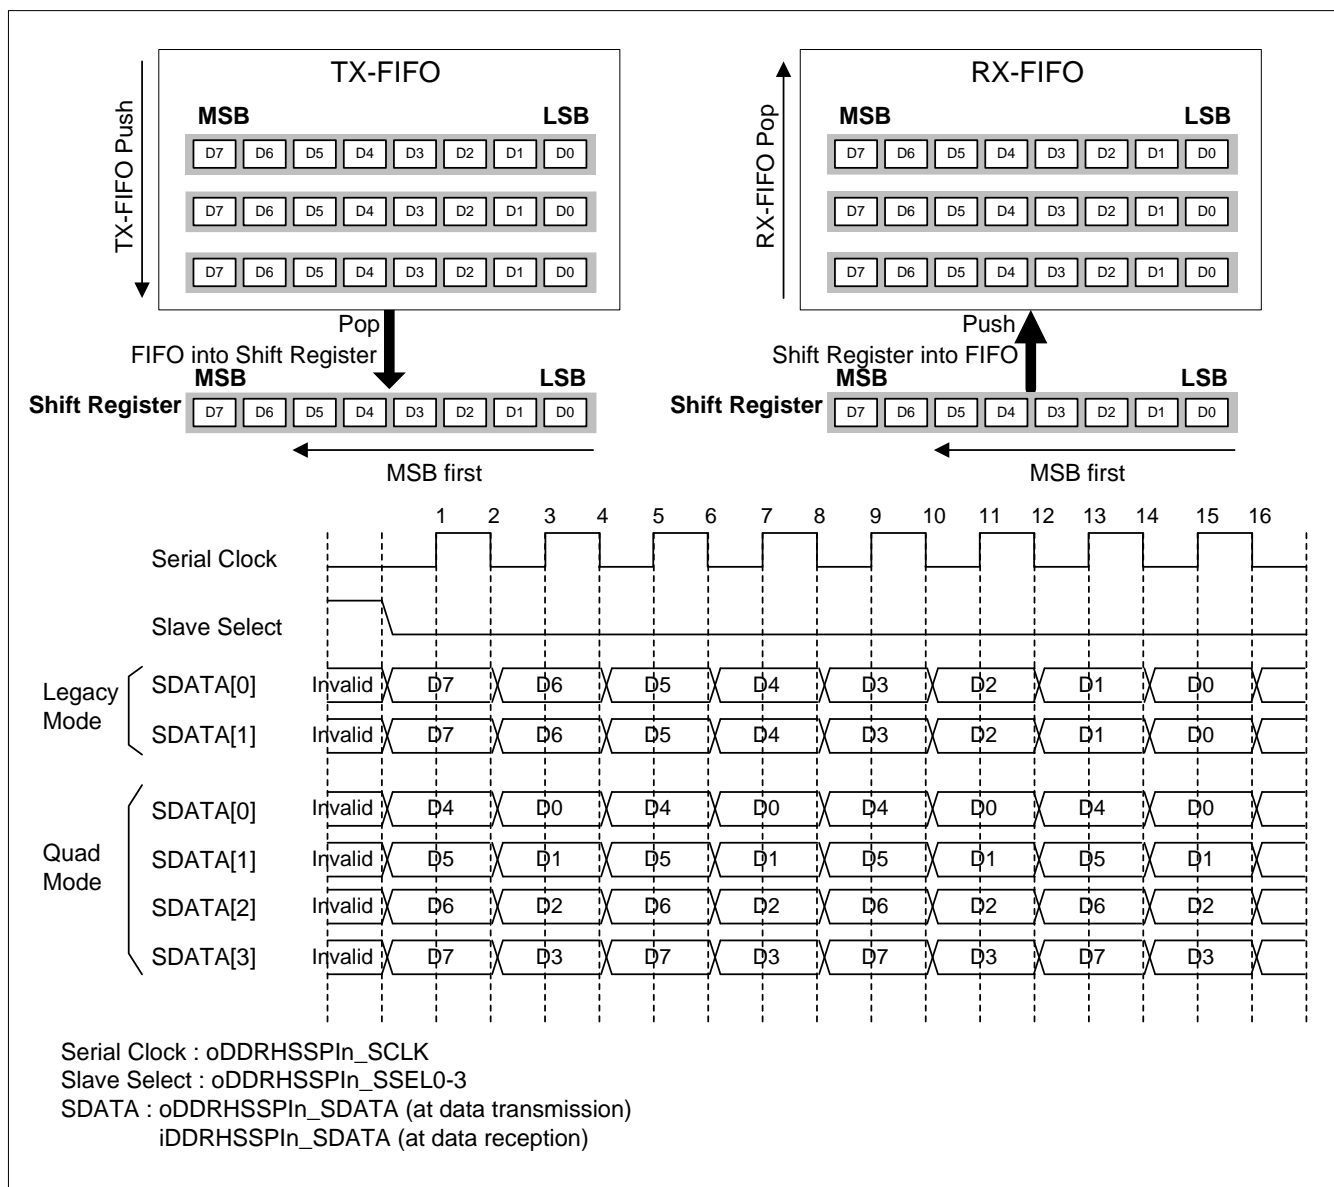 TX-FIFO
MSB LSB
D7 D6 D5 D4 D3 D2 D1 D0
D7 D6 D5 D4 D3 D2 D1 D0
D7 D6 D5 D4 D3 D2 D1 D0
TX-FIFO Push
Pop
FIFO into Shift Register
MSB LSB
Shift Register D7 D6 D5 D4 D3 D2 D1 D0
MSB first
RX-FIFO
MSB LSB
D7 D6 D5 D4 D3 D2 D1 D0
D7 D6 D5 D4 D3 D2 D1 D0
D7 D6 D5 D4 D3 D2 D1 D0
RX-FIFO Pop
Push
Shift Register into FIFO
MSB LSB
Shift Register D7 D6 D5 D4 D3 D2 D1 D0
MSB first
1 2 3 4 5 6 7 8 9 10 11 12 13 14 15 16
Serial Clock
Slave Select
Legacy
Mode
SDATA[0] Invalid D7 D6 D5 D4 D3 D2 D1 D0
SDATA[1] Invalid D7 D6 D5 D4 D3 D2 D1 D0
Quad
Mode
SDATA[0] Invalid D4 D0 D4 D0 D4 D0 D4 D0
SDATA[1] Invalid D5 D1 D5 D1 D5 D1 D5 D1
SDATA[2] Invalid D6 D2 D6 D2 D6 D2 D6 D2
SDATA[3] Invalid D7 D3 D7 D3 D7 D3 D7 D3
Serial Clock : oDDRHSSPIn_SCLK
Slave Select : oDDRHSSPIn_SSEL0-3
SDATA : oDDRHSSPIn_SDATA (at data transmission)
iDDRHSSPIn_SDATA (at data reception)